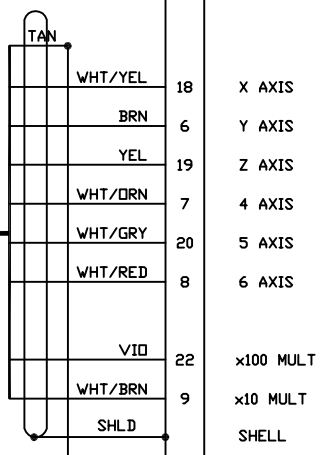 TAN
WHT/YEL 18 X AXIS
BRN 6 Y AXIS
YEL 19 Z AXIS
WHT/ORN 7 4 AXIS
WHT/GRY 20 5 AXIS
WHT/RED 8 6 AXIS
VIO 22 x100 MULT
WHT/BRN 9 x10 MULT
SHLD SHELL